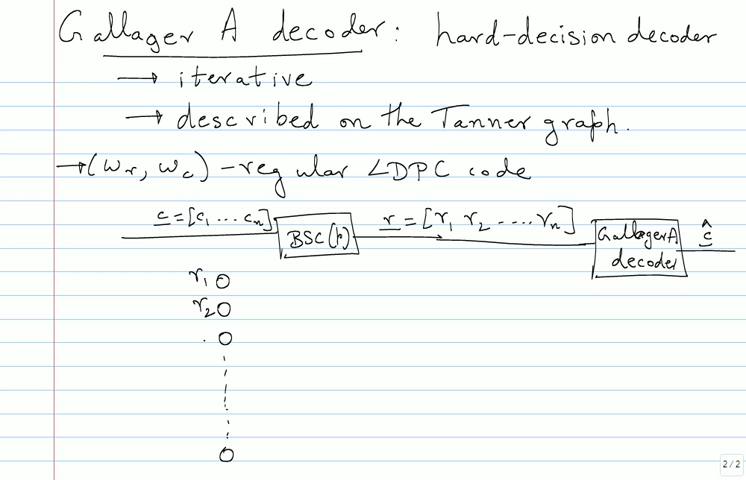 Gallager A decoder: hard-decision decoder
→ iterative
→ described on the Tanner graph.
→ (wr, wc) - regular LDPC code
c = [c1 ... cn] BSC(p) r = [r1 r2 .... rn] Gallager A decoder ĉ
r1
r2
2/2